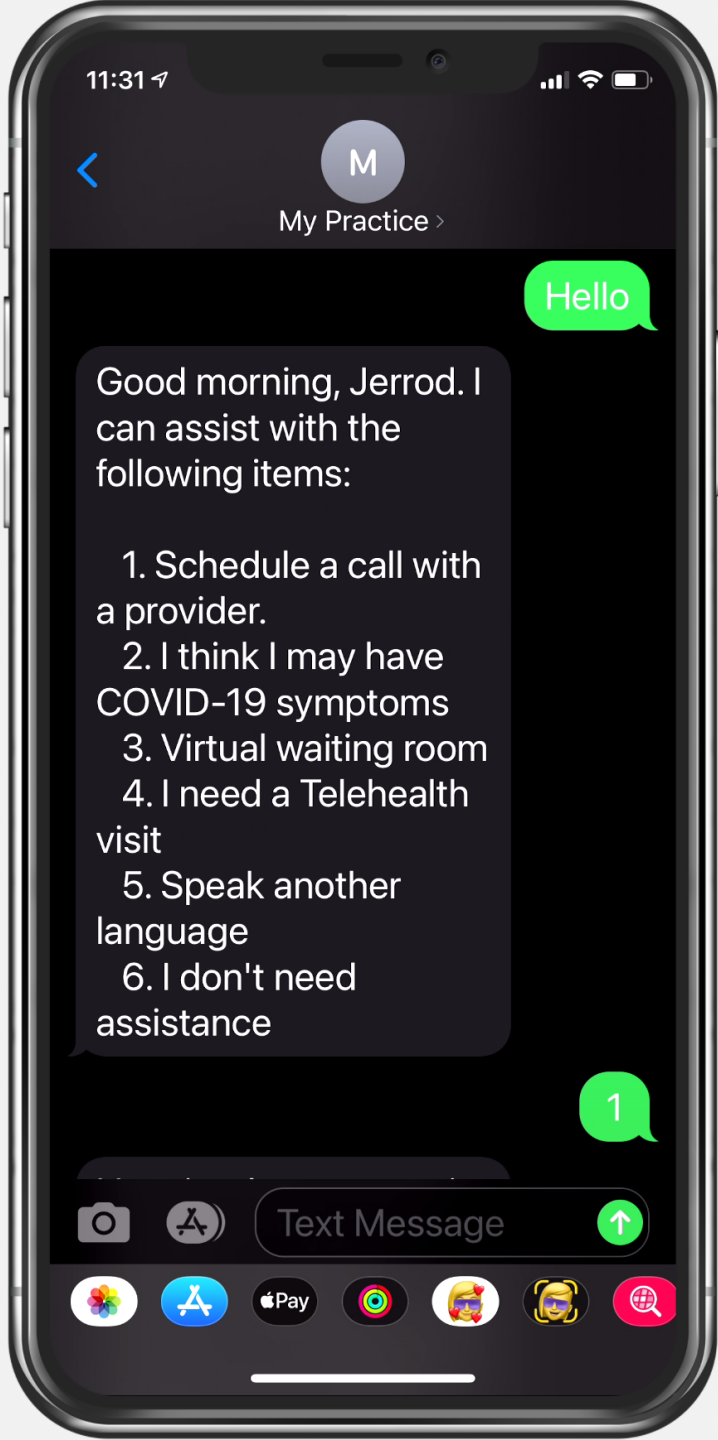 11:31
M
My Practice
Hello
Good morning, Jerrod. I
can assist with the
following items:
1. Schedule a call with
a provider.
2. I think I may have
COVID-19 symptoms
3. Virtual waiting room
4. I need a Telehealth
visit
5. Speak another
language
6. I don't need
assistance
1
Text Message
Pay